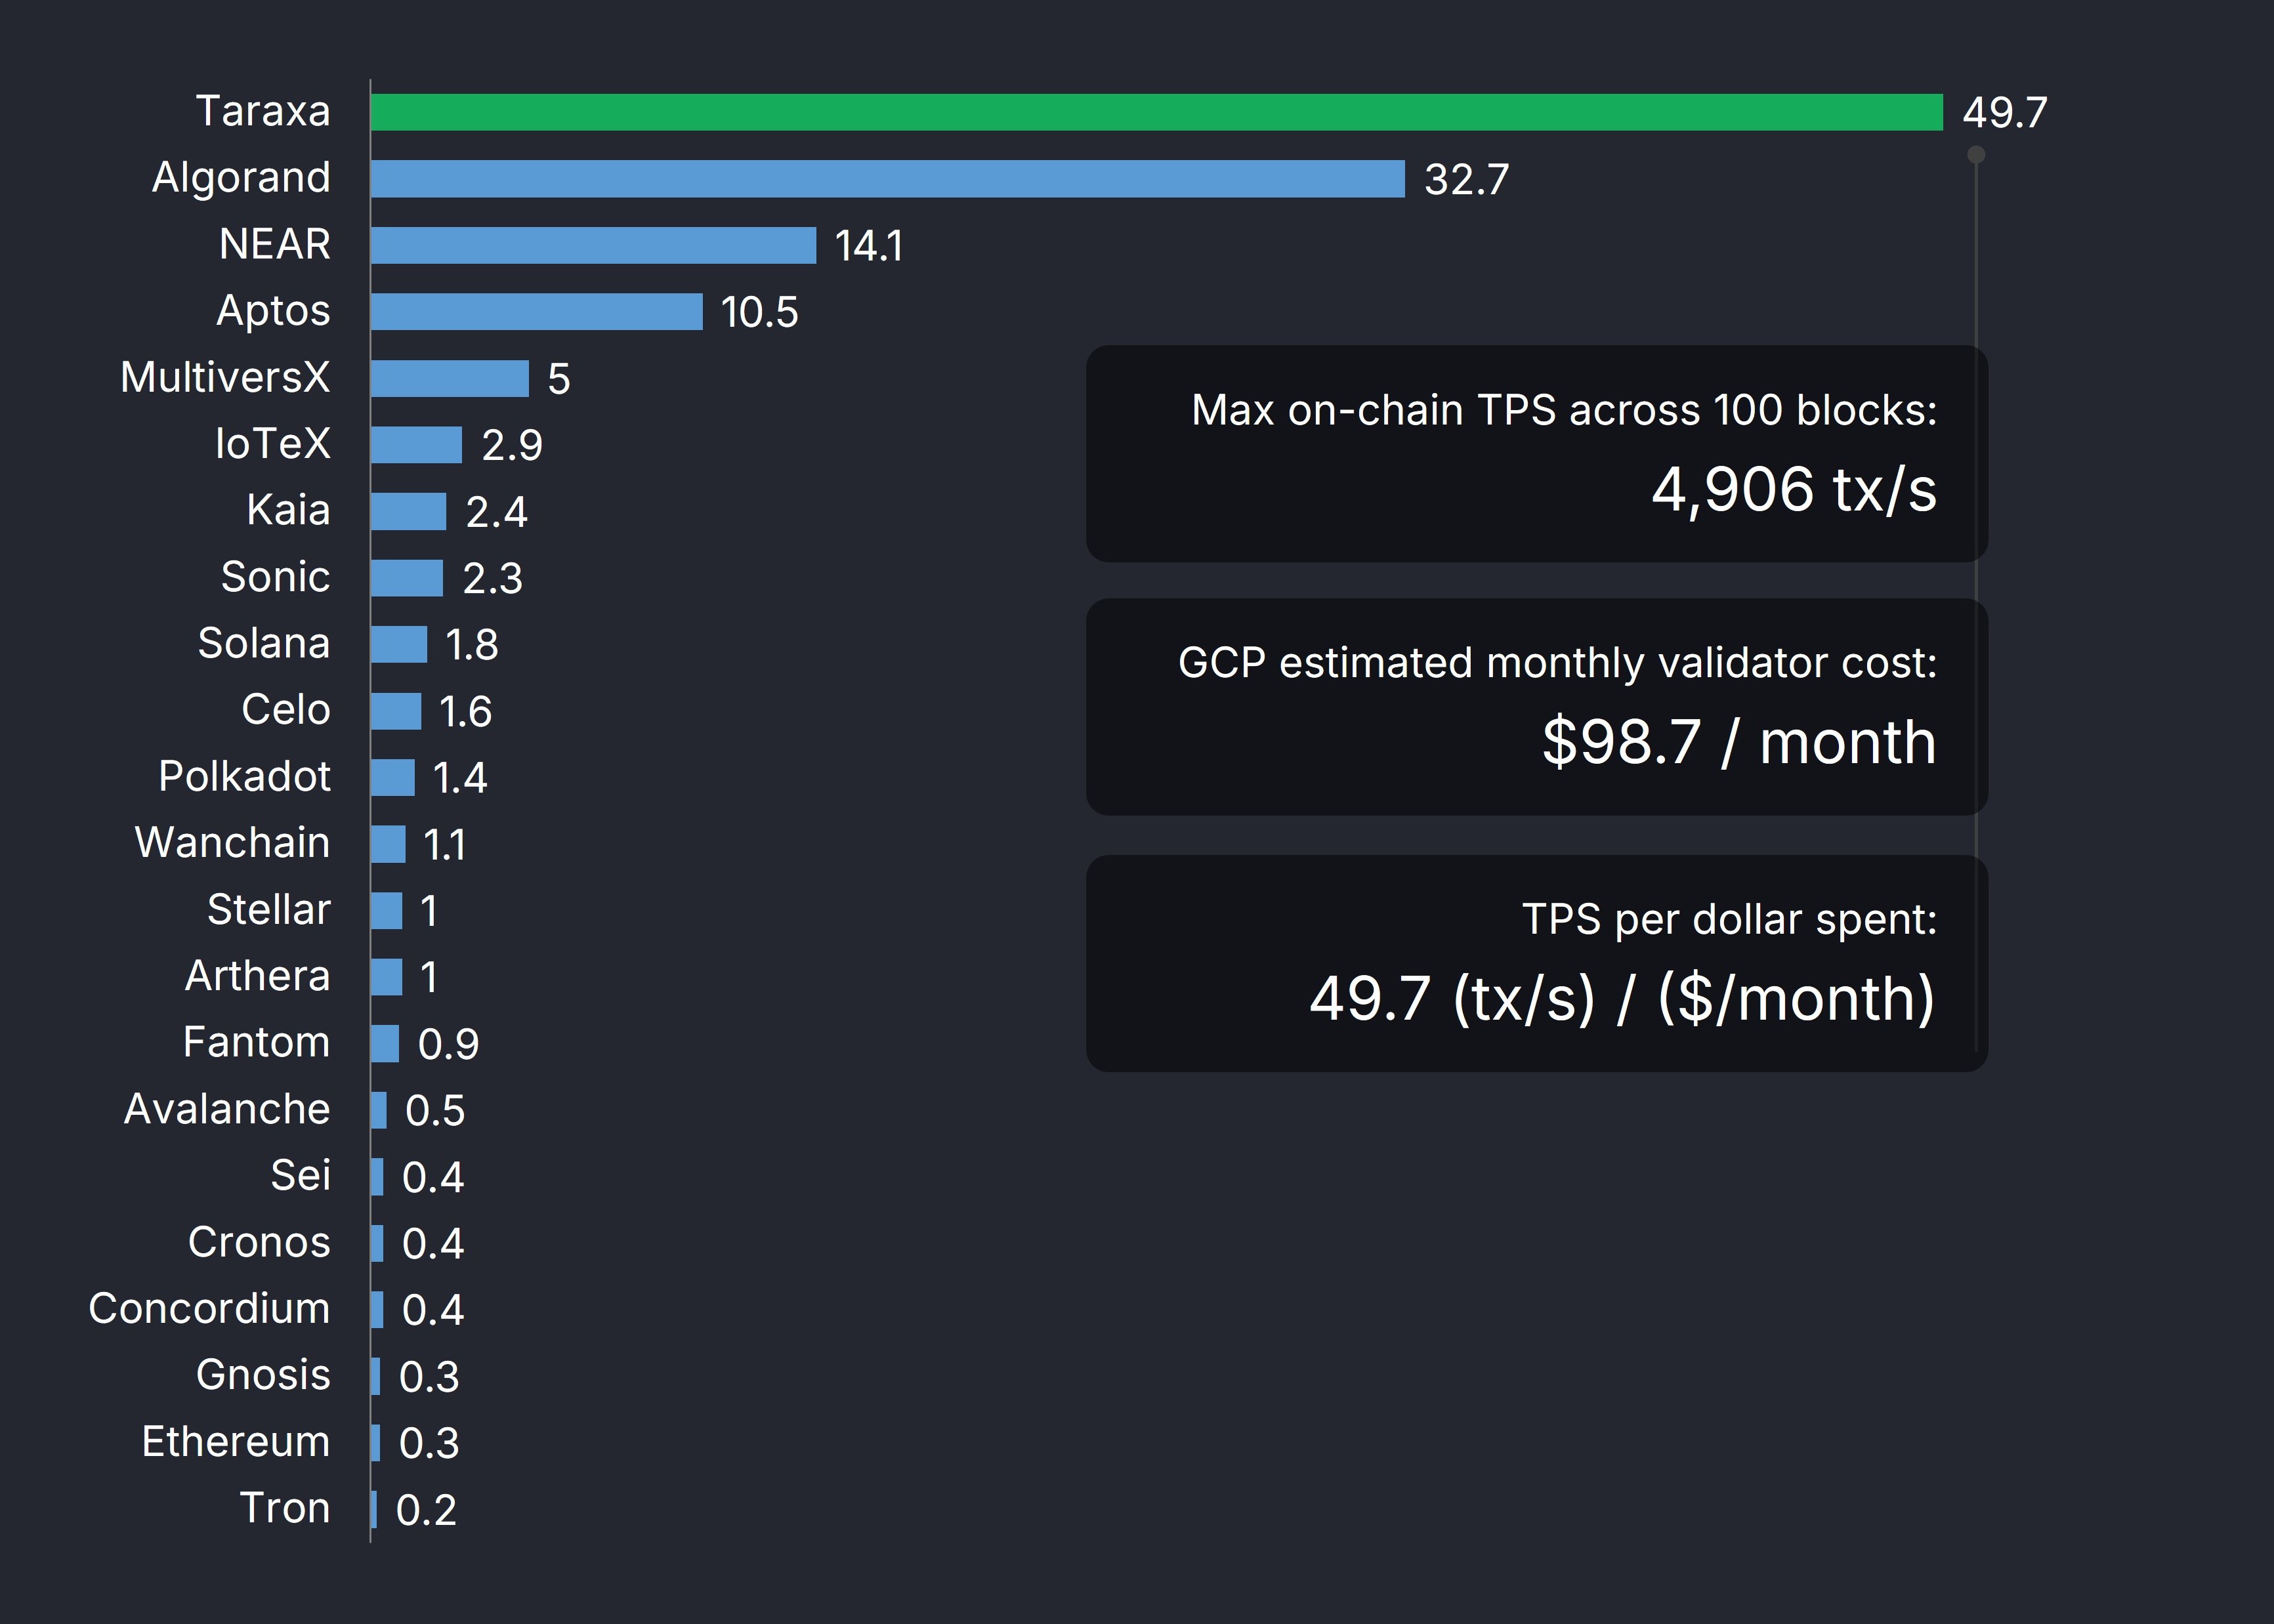 Taraxa 49.7
Algorand 32.7
NEAR 14.1
Aptos 10.5
MultiversX 5
IoTeX 2.9
Kaia 2.4
Sonic 2.3
Solana 1.8
Celo 1.6
Polkadot 1.4
Wanchain 1.1
Stellar 1
Arthera 1
Fantom 0.9
Avalanche 0.5
Sei 0.4
Cronos 0.4
Concordium 0.4
Gnosis 0.3
Ethereum 0.3
Tron 0.2
Max on-chain TPS across 100 blocks:
4,906 tx/s
GCP estimated monthly validator cost:
$98.7 / month
TPS per dollar spent:
49.7 (tx/s) / ($/month)